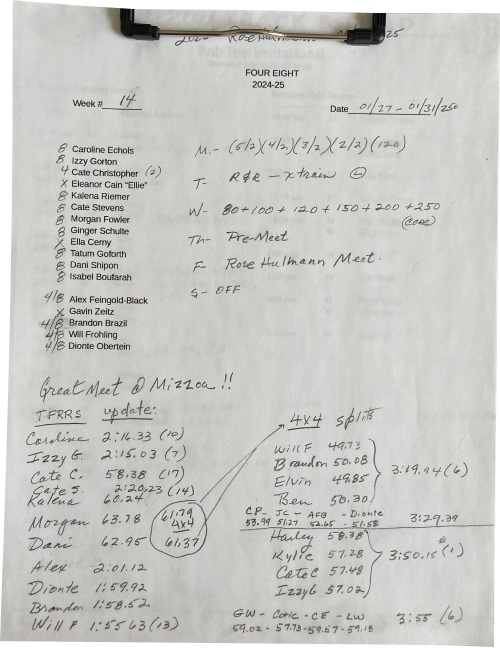 Rose Hulman
25
FOUR EIGHT
2024-25
Week # 14
Date 01/27 - 01/31/25
8 Caroline Echols
8 Izzy Gorton
4 Cate Christopher (2)
X Eleanor Cain "Ellie"
8 Kalena Riemer
8 Cate Stevens
8 Morgan Fowler
8 Ginger Schulte
X Ella Cerny
8 Tatum Goforth
8 Dani Shipon
8 Isabel Boufarah
4/8 Alex Feingold-Black
X Gavin Zeitz
4/8 Brandon Brazil
4/8 Will Frohling
4/8 Dionte Obertein
M.- (5/2)(4/2)(3/2)(2/2)(120)
T- R&R - xtrain
W- 80+100+120+150+200+250
(CORE)
Th- Pre-Meet
F- Rose Hulmann Meet.
S- OFF
Great Meet @ Mizzou !!
TFRRS update:
Caroline 2:16.33 (10)
Izzy G. 2:15.03 (7)
Cate C. 58.38 (17)
Cate S. 2:20.23 (14)
Kalena 60.24
Morgan 63.78
Dani 62.95
61.79
4x4
61.37
Alex 2:01.12
Dionte 1:59.92
Brandon 1:58.52
Will F 1:55.63 (13)
4x4 splits
Will F 49.73
Brandon 50.08
Elvin 49.85
Ben 50.30
3:19.94 (6)
CP - JC - AFB - Dionte
53.99 51.27 52.65 - 51.58
3:29.39
Hailey 58.38
Kylie 57.28
Cate C 57.48
Izzy G 57.02
3:50.15 (1)
GW - Coric - CE - LW
59.02 - 57.73 - 59.57 - 59.18
3:55 (6)